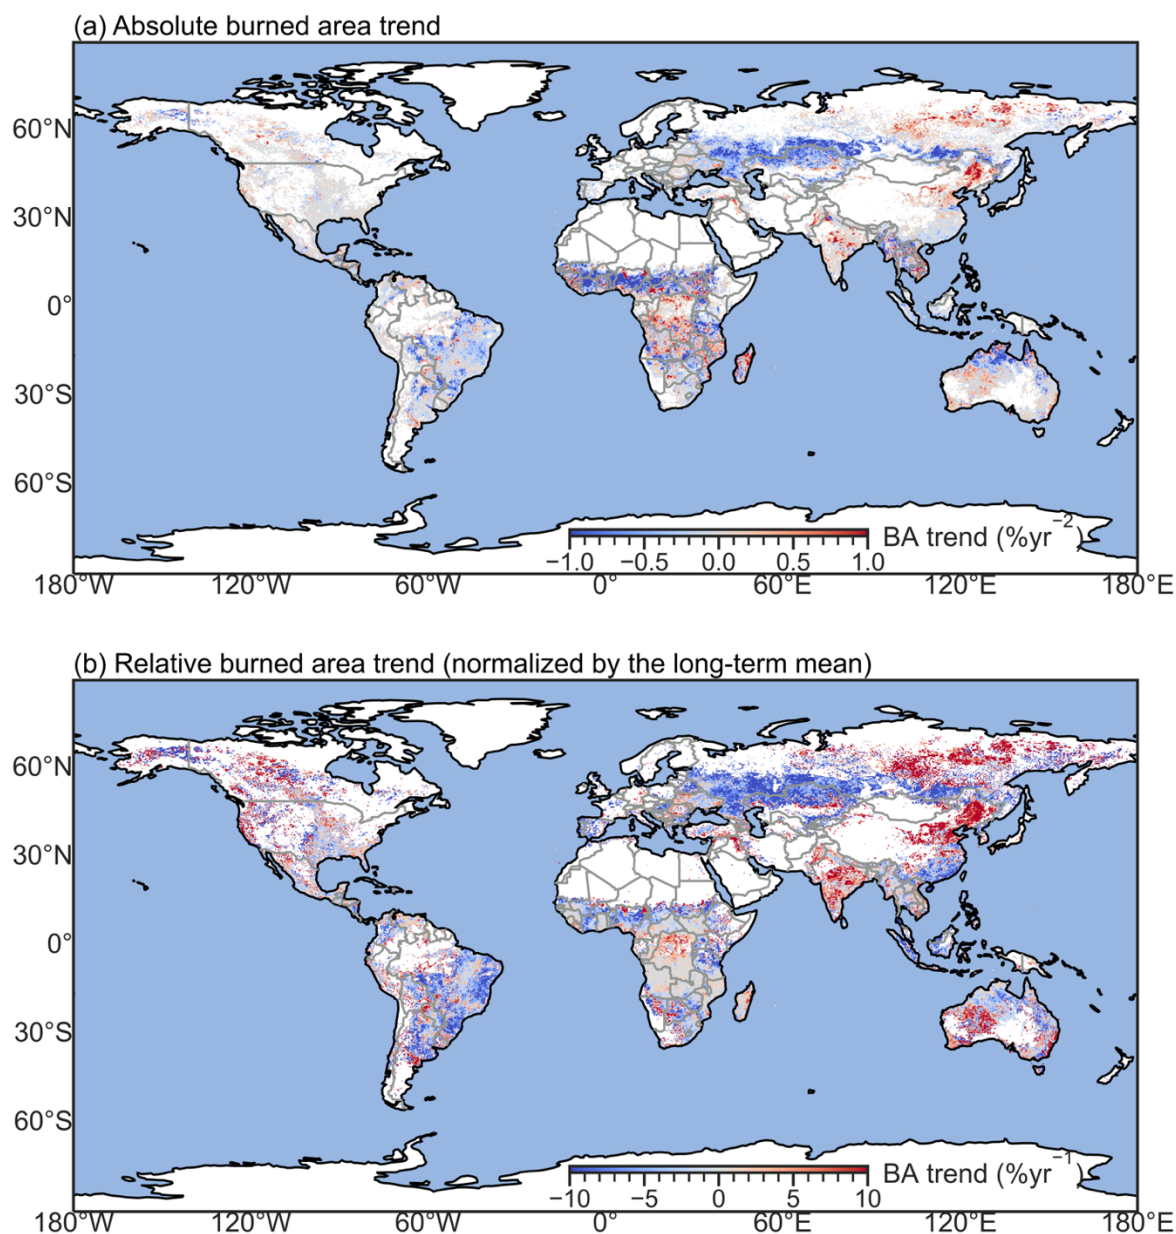 (a) Absolute burned area trend
60°N
30°N
0°
30°S
60°S
−1.0 −0.5 0.0 0.5 1.0
BA trend (%yr⁻²)
180°W 120°W 60°W 0° 60°E 120°E 180°E
(b) Relative burned area trend (normalized by the long-term mean)
60°N
30°N
0°
30°S
60°S
−10 −5 0 5 10
BA trend (%yr⁻¹)
180°W 120°W 60°W 0° 60°E 120°E 180°E